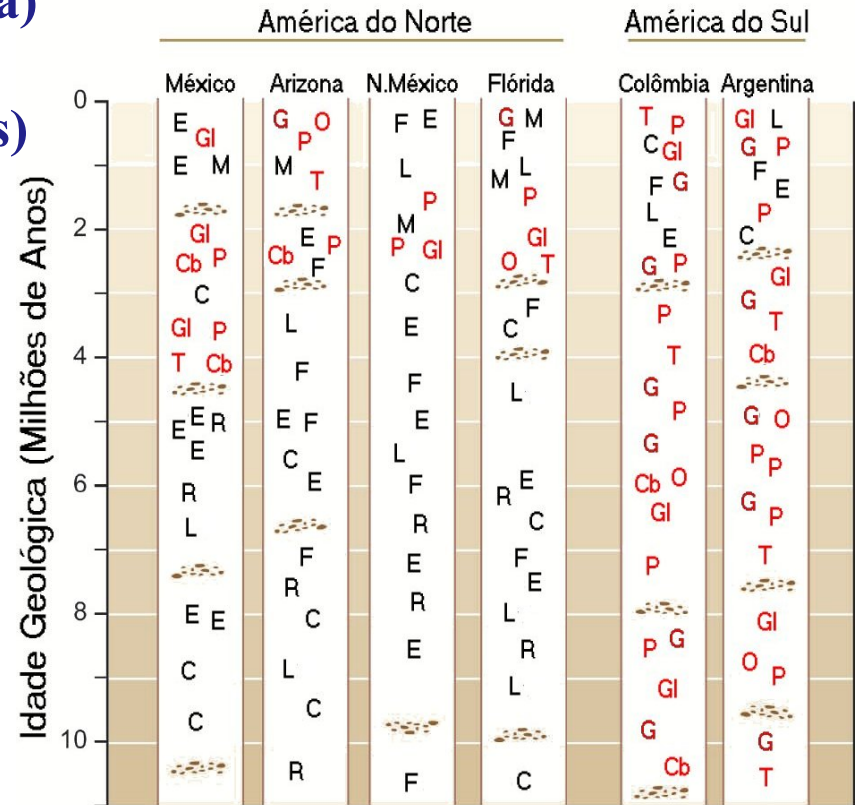 a)
s)
América do Norte
América do Sul
México Arizona N.México Flórida Colômbia Argentina
Idade Geológica (Milhões de Anos)
0
2
4
6
8
10
E
Gl
E M
Gl
Cb P
C
Gl P
T Cb
E E R
E
R
L
E E
C
C
G O
P
M T
E P
Cb F
L
F
E F
C E
F
R
C
L
C
R
F E
L
P
M
P Gl
C
E
F
E
L
F
R
E
R
E
F
G M
F
L
M P
Gl
O T
F
C
L
E
R
C
F
E
L
R
L
C
T P
C Gl
F G
L
E
G P
P
T
G
P
G
Cb O
Gl
P
P G
Gl
G
Cb
Gl L
G P
F
E
P
C
Gl
G
T
Cb
G O
P P
G P
T
Gl
O P
G
T